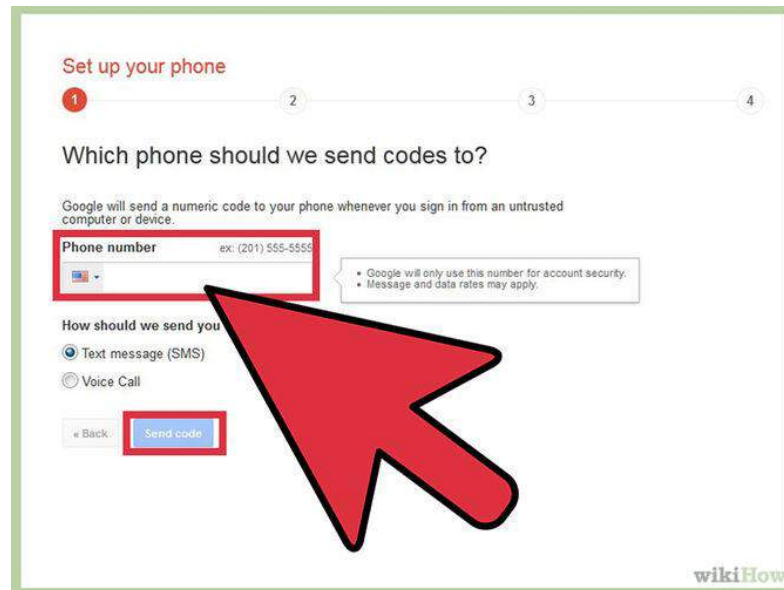 Set up your phone
1 2 3 4
Which phone should we send codes to?
Google will send a numeric code to your phone whenever you sign in from an untrusted
computer or device.
Phone number ex: (201) 555-5555
• Google will only use this number for account security.
• Message and data rates may apply.
How should we send you
Text message (SMS)
Voice Call
« Back Send code
wikiHow